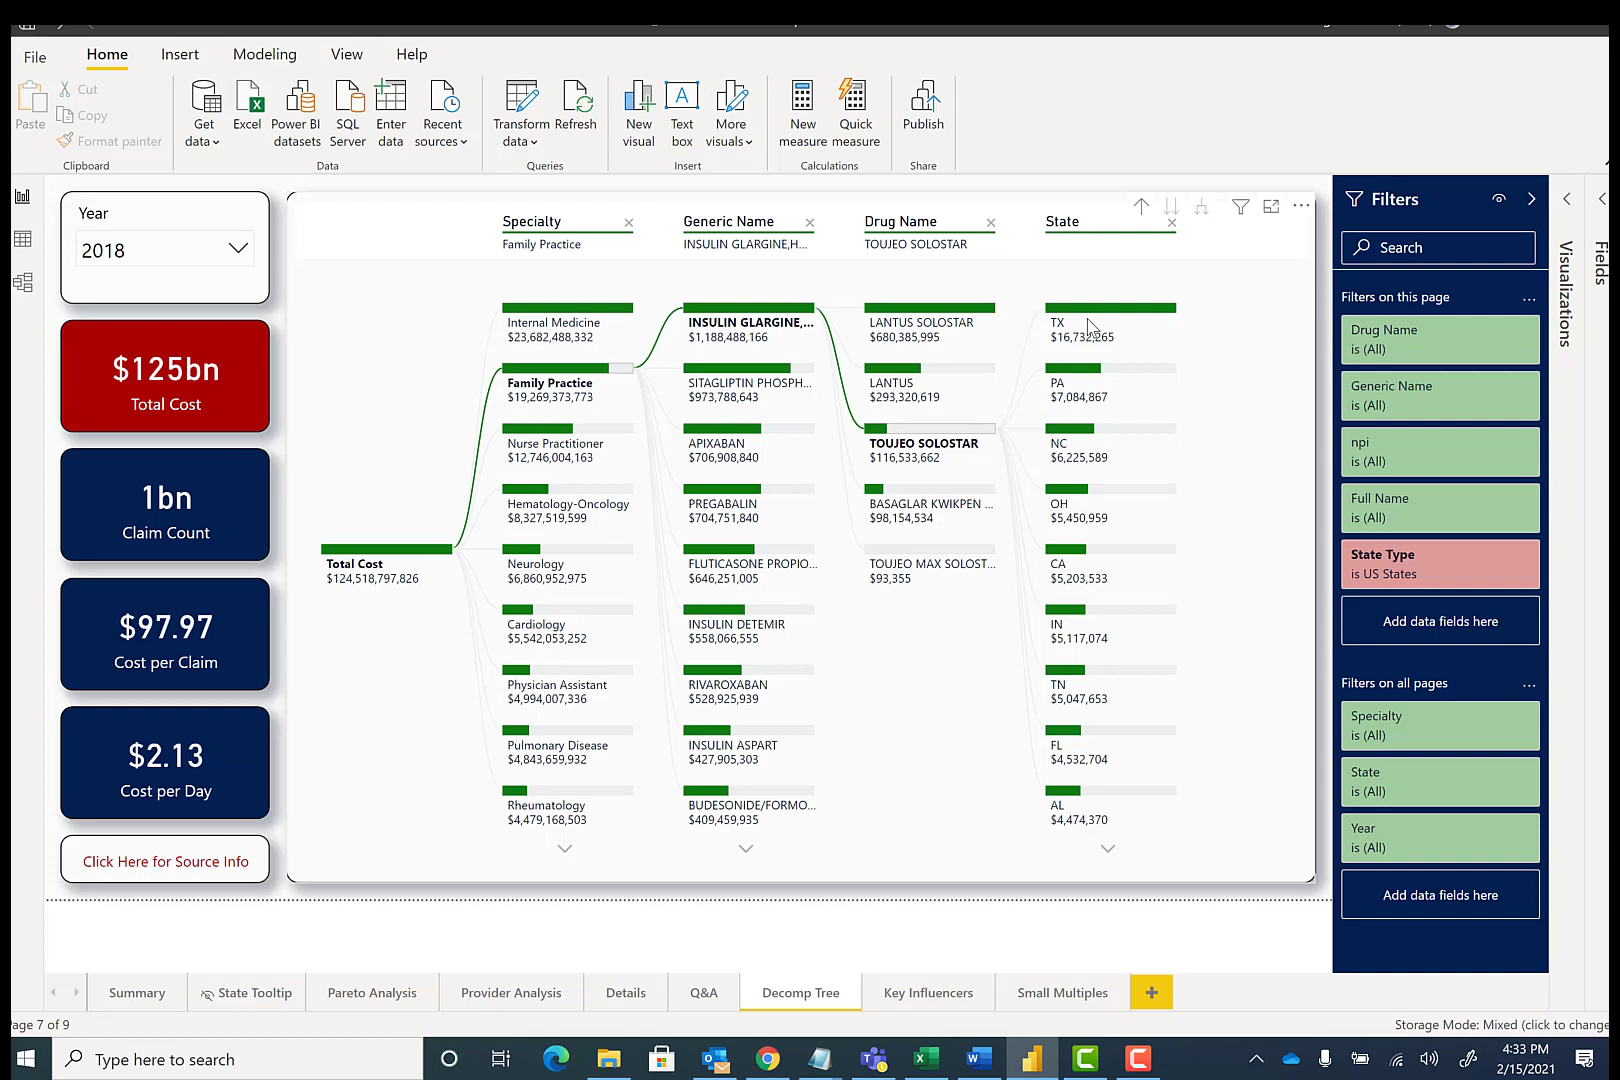 File
Home
Insert
Modeling
View
Help
Paste
Cut
Copy
Format painter
Clipboard
Get data
Excel
Power BI datasets
SQL Server
Enter data
Recent sources
Data
Transform data
Refresh
Queries
New visual
A
Text box
More visuals
Insert
New measure
Quick measure
Calculations
Publish
Share
Year
2018
$125bn
Total Cost
1bn
Claim Count
$97.97
Cost per Claim
$2.13
Cost per Day
Click Here for Source Info
Specialty
Family Practice
Generic Name
INSULIN GLARGINE,H...
Drug Name
TOUJEO SOLOSTAR
State
Total Cost
$124,518,797,826
Internal Medicine
$23,682,488,332
Family Practice
$19,269,373,773
Nurse Practitioner
$12,746,004,163
Hematology-Oncology
$8,327,519,599
Neurology
$6,860,952,975
Cardiology
$5,542,053,252
Physician Assistant
$4,994,007,336
Pulmonary Disease
$4,843,659,932
Rheumatology
$4,479,168,503
INSULIN GLARGINE,...
$1,188,488,166
SITAGLIPTIN PHOSPH...
$973,788,643
APIXABAN
$706,908,840
PREGABALIN
$704,751,840
FLUTICASONE PROPIO...
$646,251,005
INSULIN DETEMIR
$558,066,555
RIVAROXABAN
$528,925,939
INSULIN ASPART
$427,905,303
BUDESONIDE/FORMO...
$409,459,935
LANTUS SOLOSTAR
$680,385,995
LANTUS
$293,320,619
TOUJEO SOLOSTAR
$116,533,662
BASAGLAR KWIKPEN ...
$98,154,534
TOUJEO MAX SOLOST...
$93,355
TX
$16,732,265
PA
$7,084,867
NC
$6,225,589
OH
$5,450,959
CA
$5,203,533
IN
$5,117,074
TN
$5,047,653
FL
$4,532,704
AL
$4,474,370
Filters
Search
Filters on this page
Drug Name
is (All)
Generic Name
is (All)
npi
is (All)
Full Name
is (All)
State Type
is US States
Add data fields here
Filters on all pages
Specialty
is (All)
State
is (All)
Year
is (All)
Add data fields here
Visualizations
Fields
Summary
State Tooltip
Pareto Analysis
Provider Analysis
Details
Q&A
Decomp Tree
Key Influencers
Small Multiples
+
age 7 of 9
Storage Mode: Mixed (click to change
Type here to search
4:33 PM
2/15/2021